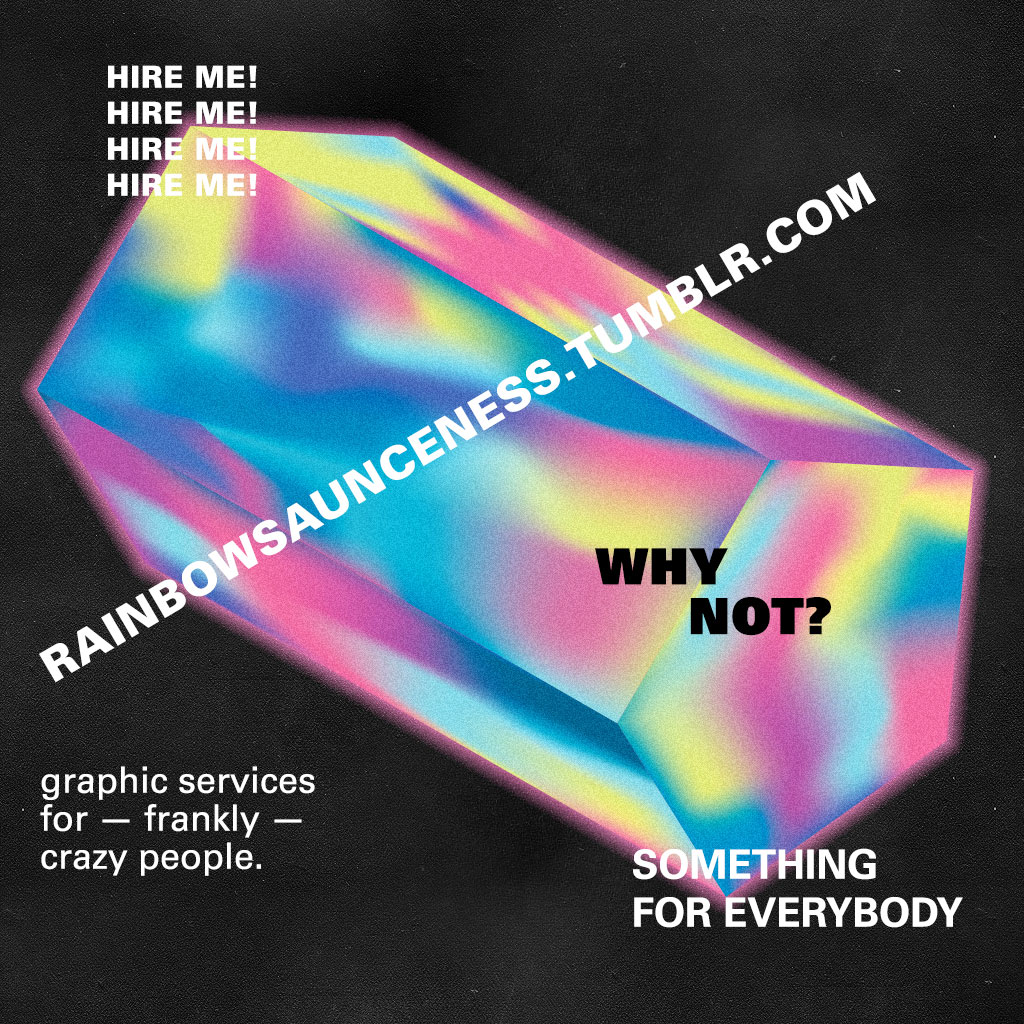 HIRE ME!
HIRE ME!
HIRE ME!
HIRE ME!
RAINBOWSAUNCENESS.TUMBLR.COM
WHY
NOT?
graphic services
for — frankly —
crazy people.
SOMETHING
FOR EVERYBODY